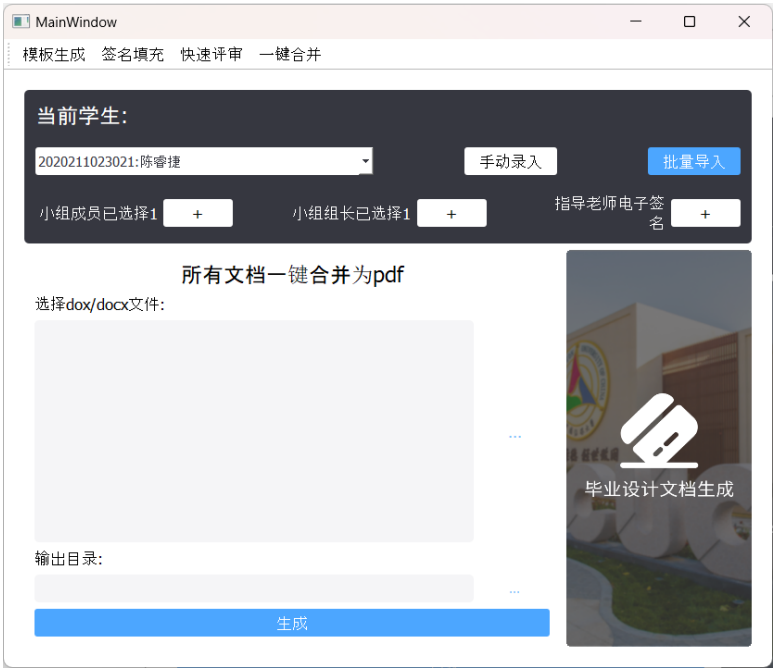 MainWindow
模板生成 签名填充 快速评审 一键合并
当前学生:
2020211023021:陈睿捷 手动录入 批量导入
小组成员已选择1 + 小组组长已选择1 + 指导老师电子签
名
所有文档一键合并为pdf
选择dox/docx文件:
...
毕业设计文档生成
输出目录:
...
生成